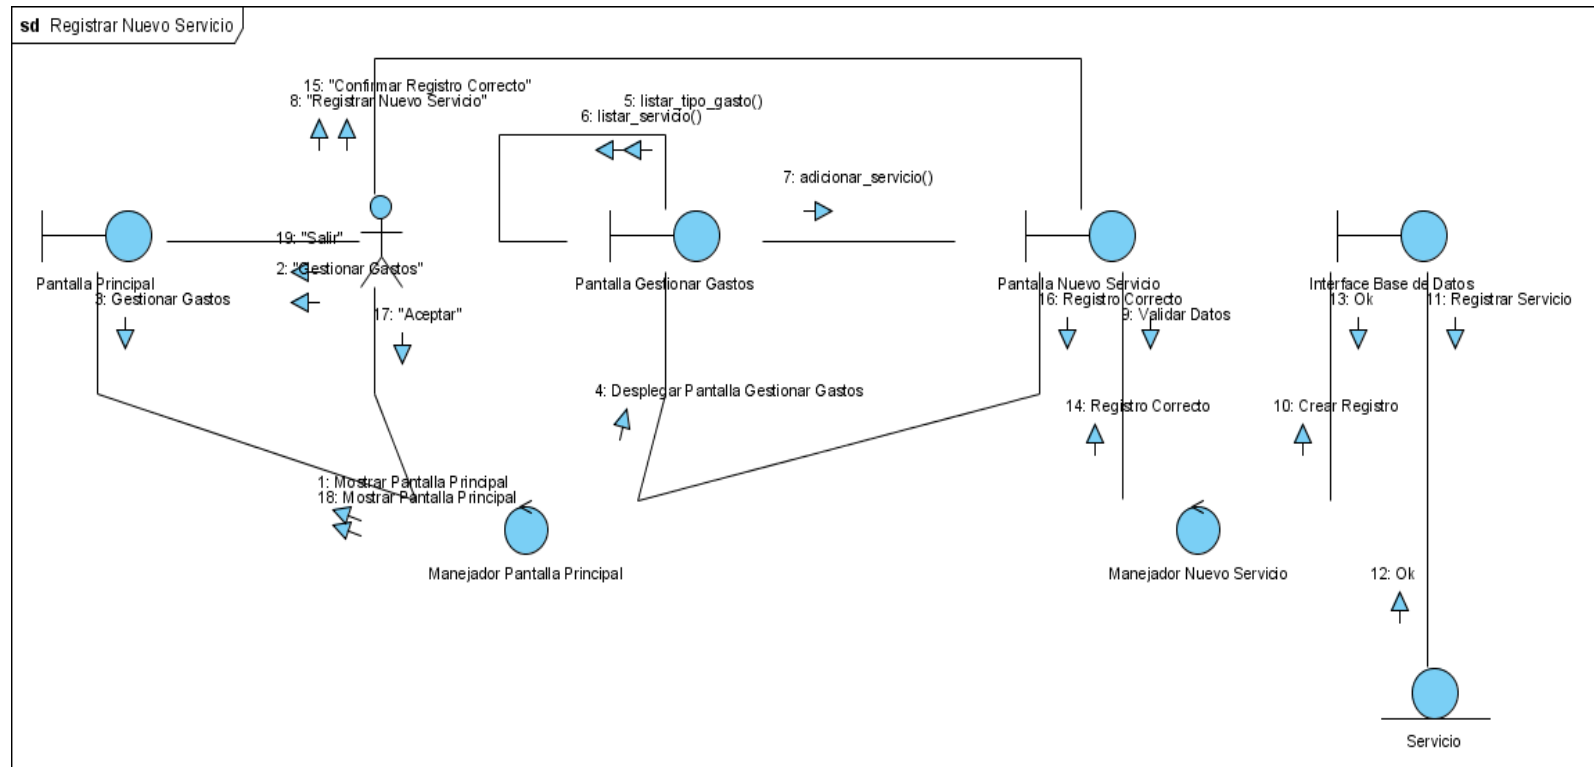 sd Registrar Nuevo Servicio
15: "Confirmar Registro Correcto"
8: "Registrar Nuevo Servicio"
5: listar_tipo_gasto()
6: listar_servicio()
7: adicionar_servicio()
19: "Salir"
2: "Gestionar Gastos"
Pantalla Principal
3: Gestionar Gastos
17: "Aceptar"
Pantalla Gestionar Gastos
Pantalla Nuevo Servicio
16: Registro Correcto
9: Validar Datos
Interface Base de Datos
13: Ok
11: Registrar Servicio
4: Desplegar Pantalla Gestionar Gastos
14: Registro Correcto
10: Crear Registro
1: Mostrar Pantalla Principal
18: Mostrar Pantalla Principal
Manejador Pantalla Principal
Manejador Nuevo Servicio
12: Ok
Servicio